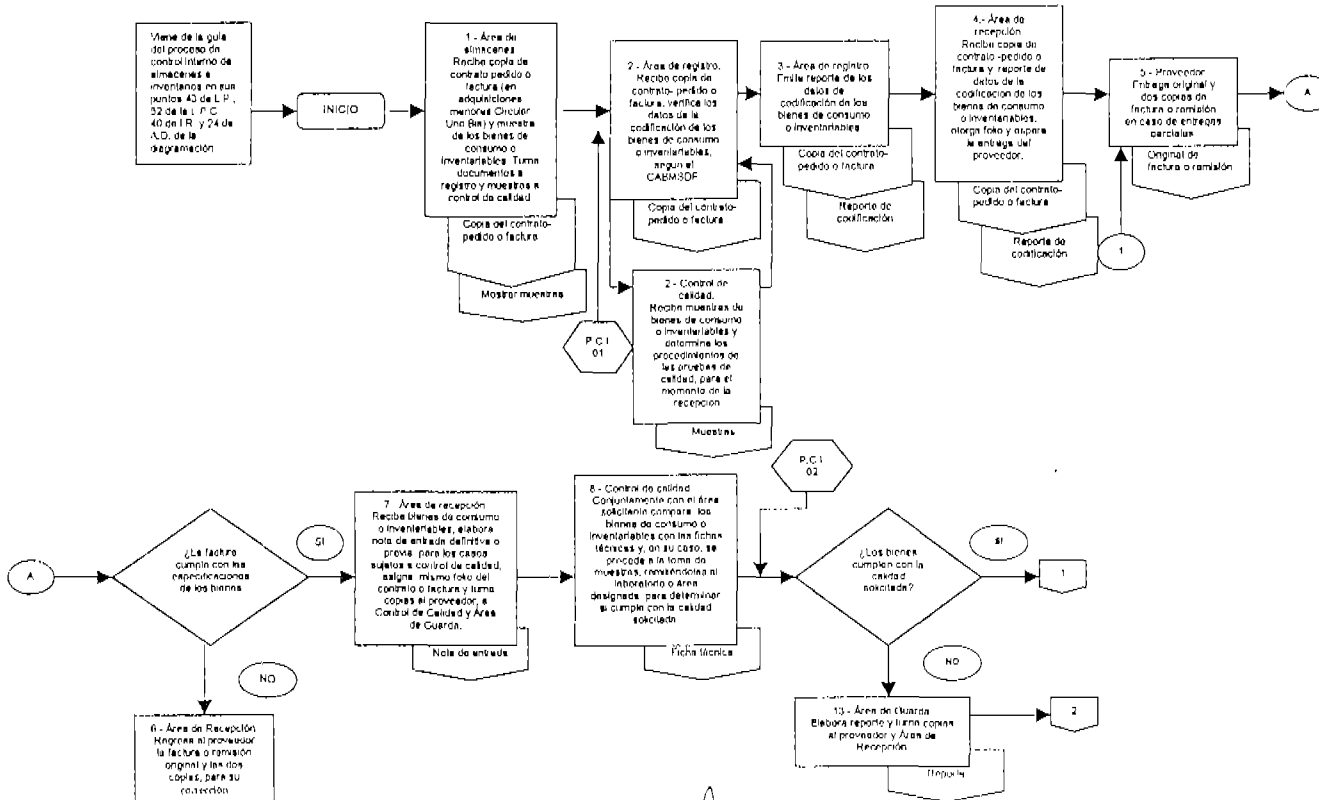 Viene de la guía
del proceso de
control interno de
almacenes e
inventarios en sus
puntos 43 de L.P.,
32 de la I.P.C.
40 de I.R. y 24 de
A.D. de la
diagramación
INICIO
1 - Área de
almacenes
Recibe copia de
contrato pedido o
factura (en
adquisiciones
menores Circular
Uno Bis) y muestra
de los bienes de
consumo o
inventariables. Turna
documentos a
registro y muestras a
control de calidad
Copia del contrato-
pedido o factura
Mostrar muestras
2 - Área de registro.
Recibe copia de
contrato- pedido o
factura, verifica los
datos de la
codificación de los
bienes de consumo
o inventariables,
según el
CABMSDF
Copia del contrato-
pedido o factura
3 - Área de registro
Emite reporte de los
datos de
codificación de los
bienes de consumo
o inventariables
Copia del contrato-
pedido o factura
Reporte de
codificación
4.- Área de
recepción
Recibe copia de
contrato -pedido o
factura y reporte de
datos de la
codificación de los
bienes de consumo
o inventariables,
otorga folio y espera
la entrega del
proveedor.
Copia del contrato-
pedido o factura
Reporte de
codificación
1
5 - Proveedor
Entrega original y
dos copias de
factura o remisión
en caso de entregas
parciales
Original de
factura o remisión
A
P.C.I
01
2 - Control de
calidad.
Recibe muestras de
bienes de consumo
o inventariables y
determina los
procedimientos de
las pruebas de
calidad, para el
momento de la
recepción
Muestras
P.C.I
02
A
¿La factura
cumple con las
especificaciones
de los bienes
SI
NO
6 - Área de Recepción
Regresa al proveedor
la factura o remisión
original y las dos
copias, para su
corrección
7 - Área de recepción
Recibe bienes de consumo
o inventariables, elabora
nota de entrada definitiva o
previa para los casos
sujetos a control de calidad,
asigna mismo folio del
contrato o factura y turna
copias al proveedor, a
Control de Calidad y Área
de Guarda.
Nota de entrada
8 - Control de calidad
Conjuntamente con el área
solicitante compara los
bienes de consumo o
inventariables con las fichas
técnicas y, en su caso, se
procede a la toma de
muestras, remitiéndolas al
laboratorio o Área
designada para determinar
si cumple con la calidad
solicitada
Ficha técnica
¿Los bienes
cumplen con la
calidad
solicitada?
SI
1
NO
13 - Área de Guarda
Elabora reporte y turna copias
al proveedor y Área de
Recepción
Reporte
2